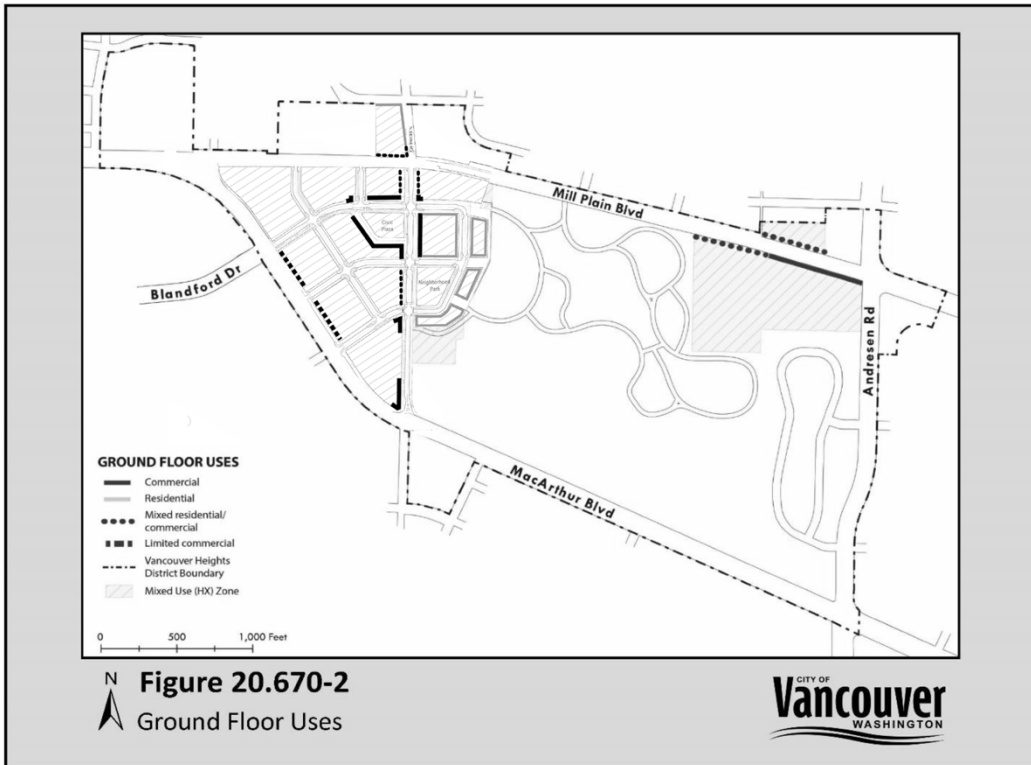 Mill Plain Blvd
Civic
Plaza
Neighborhood
Park
Blandford Dr
Andresen Rd
MacArthur Blvd
GROUND FLOOR USES
Commercial
Residential
Mixed residential/
commercial
Limited commercial
Vancouver Heights
District Boundary
Mixed Use (HX) Zone
0 500 1,000 Feet
N
Figure 20.670-2
Ground Floor Uses
CITY OF
Vancouver
WASHINGTON